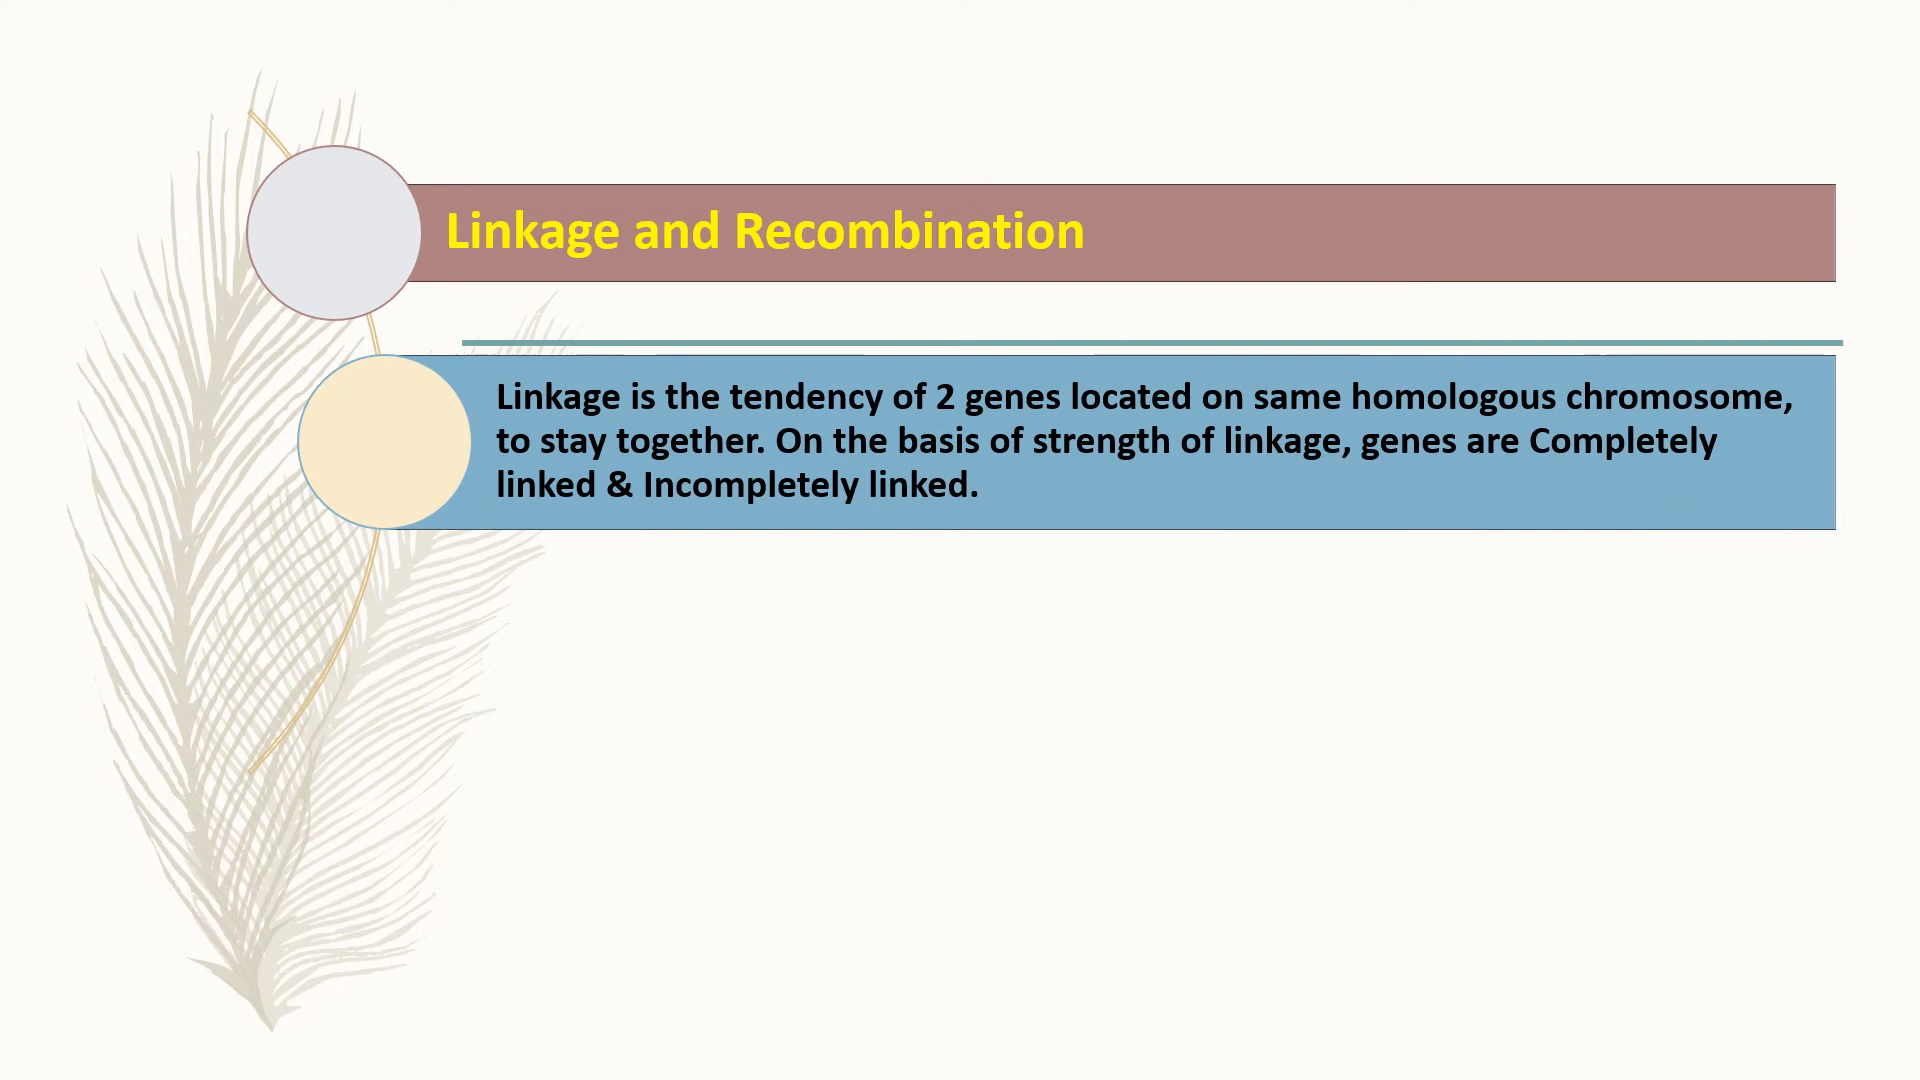 Linkage and Recombination
Linkage is the tendency of 2 genes located on same homologous chromosome,
to stay together. On the basis of strength of linkage, genes are Completely
linked & Incompletely linked.